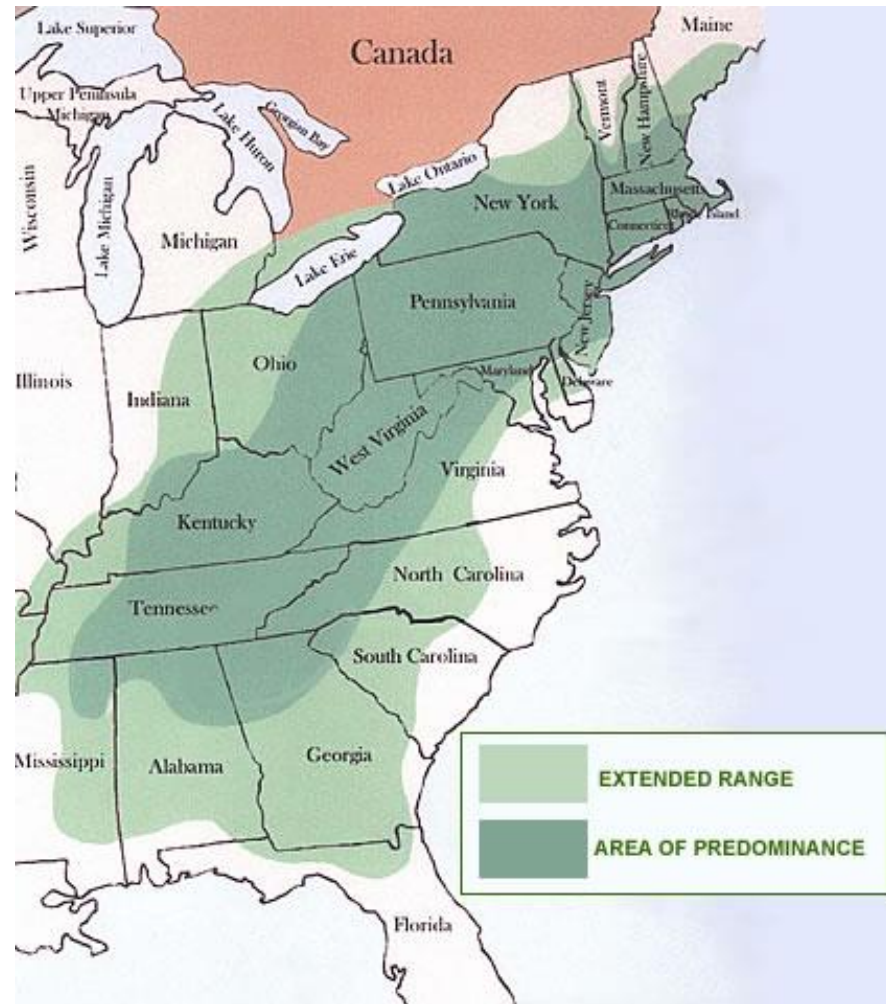 Lake Superior
Maine
Canada
Upper Peninsula
Michigan
Georgian Bay
Lake Huron
Vermont
New Hampshire
Lake Ontario
Wisconsin
Lake Michigan
Michigan
New York
Massachusetts
Connecticut
Rhode Island
Lake Erie
Pennsylvania
New Jersey
Ohio
Illinois
Indiana
Maryland
Delaware
West Virginia
Virginia
Kentucky
North Carolina
Tennessee
South Carolina
Mississippi
Alabama
Georgia
EXTENDED RANGE
AREA OF PREDOMINANCE
Florida